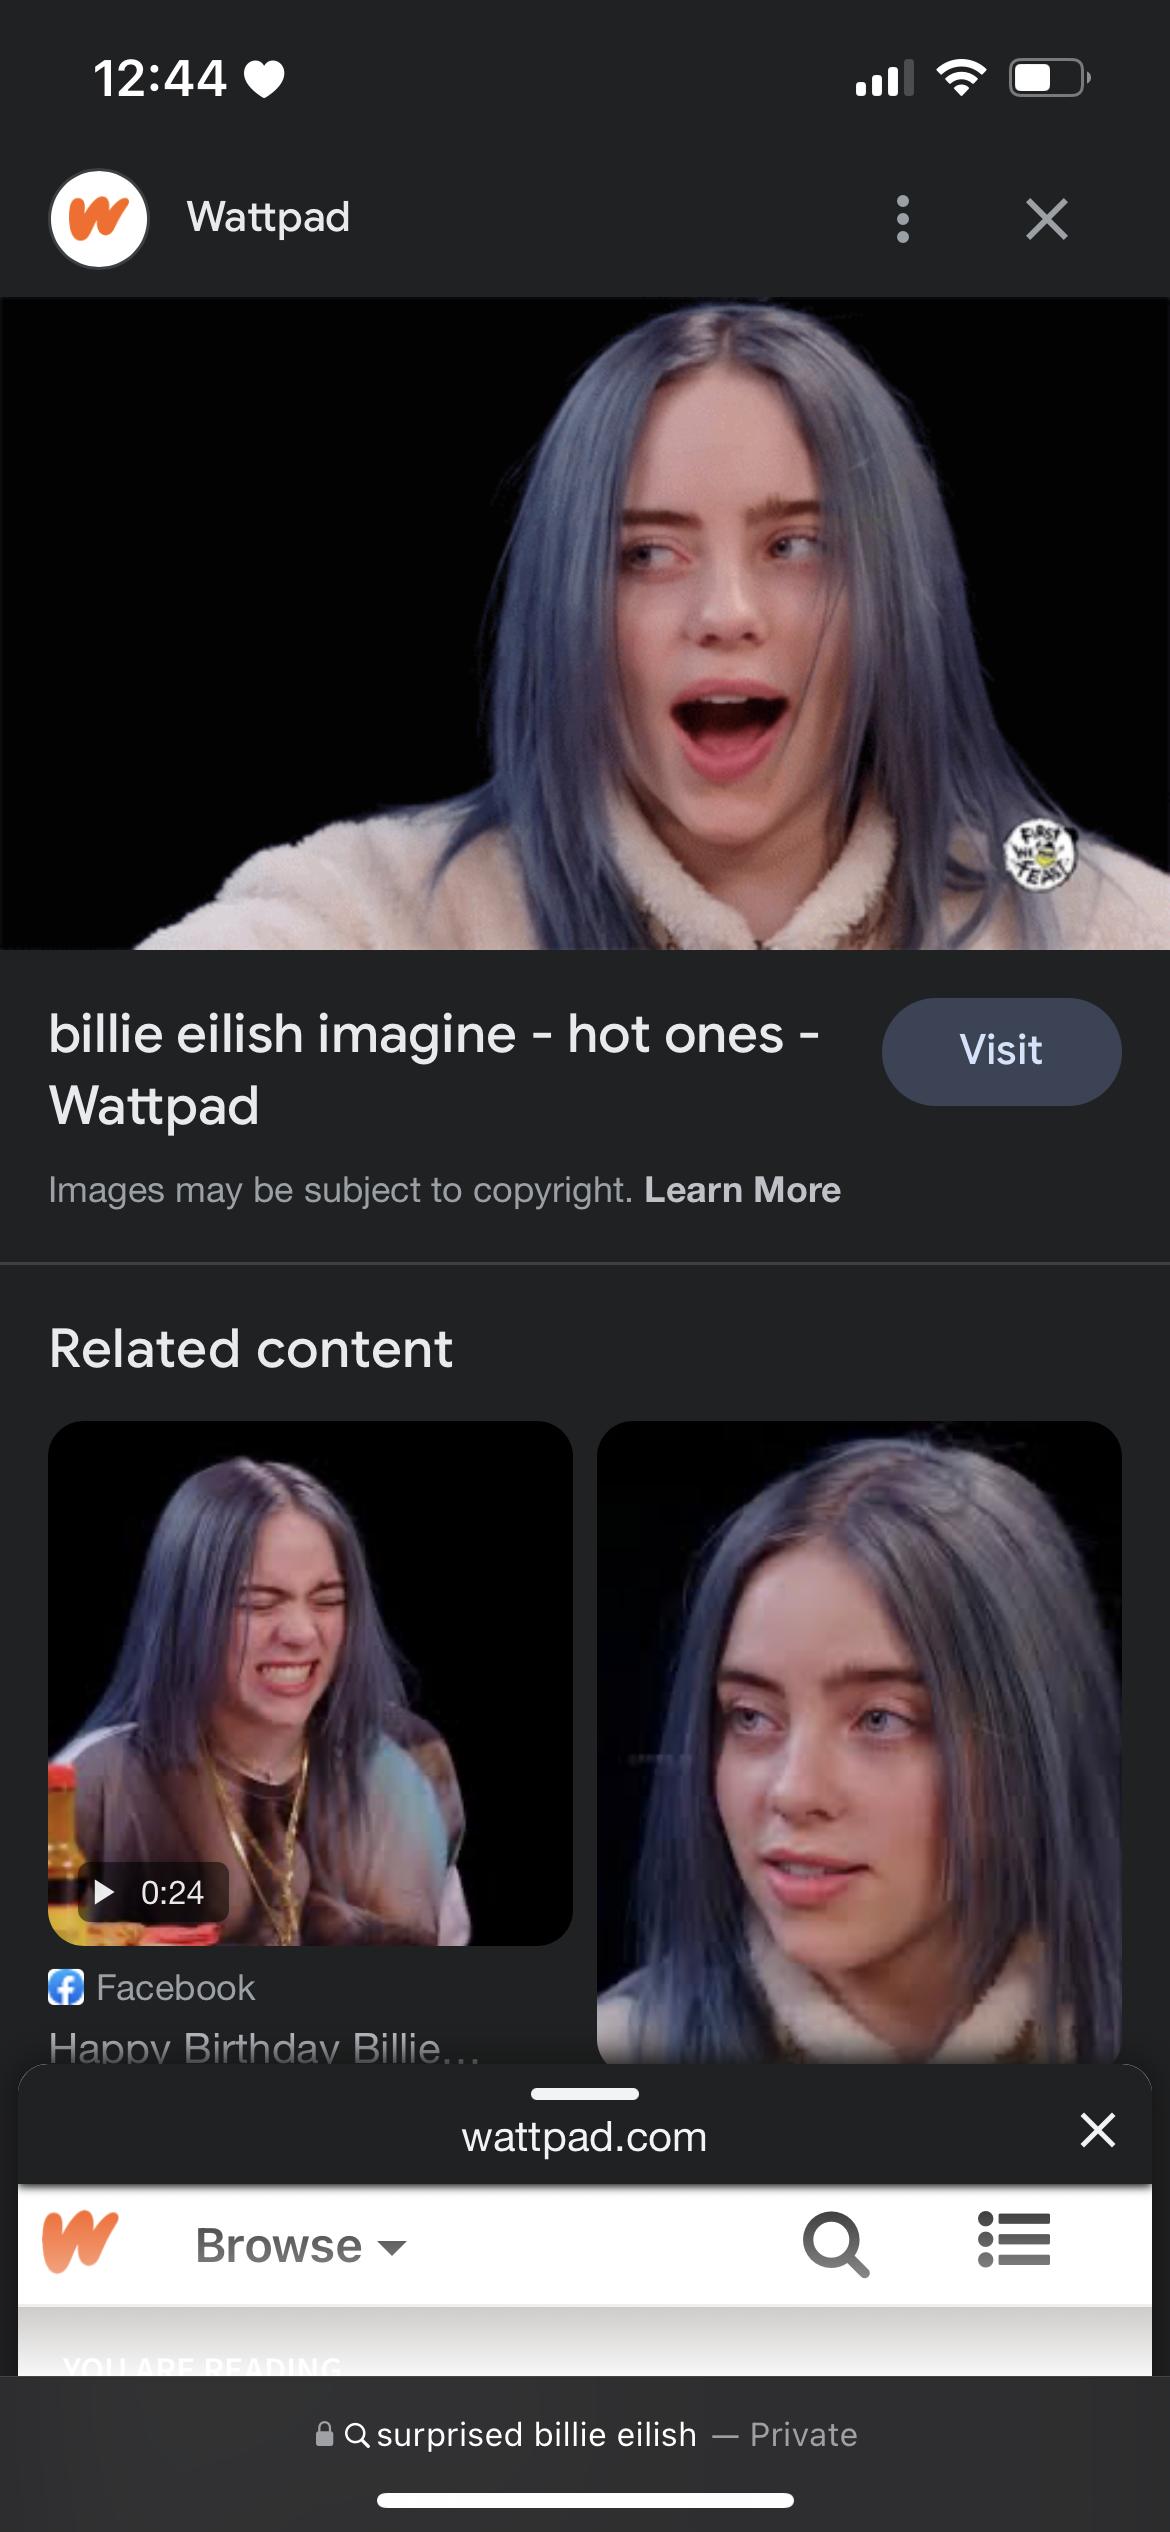 12:44
Wattpad
FIRST
WE
FEAST
billie eilish imagine - hot ones -
Wattpad
Visit
Images may be subject to copyright. Learn More
Related content
0:24
Facebook
Happy Birthday Billie...
wattpad.com
Browse
YOU ARE READING
surprised billie eilish — Private